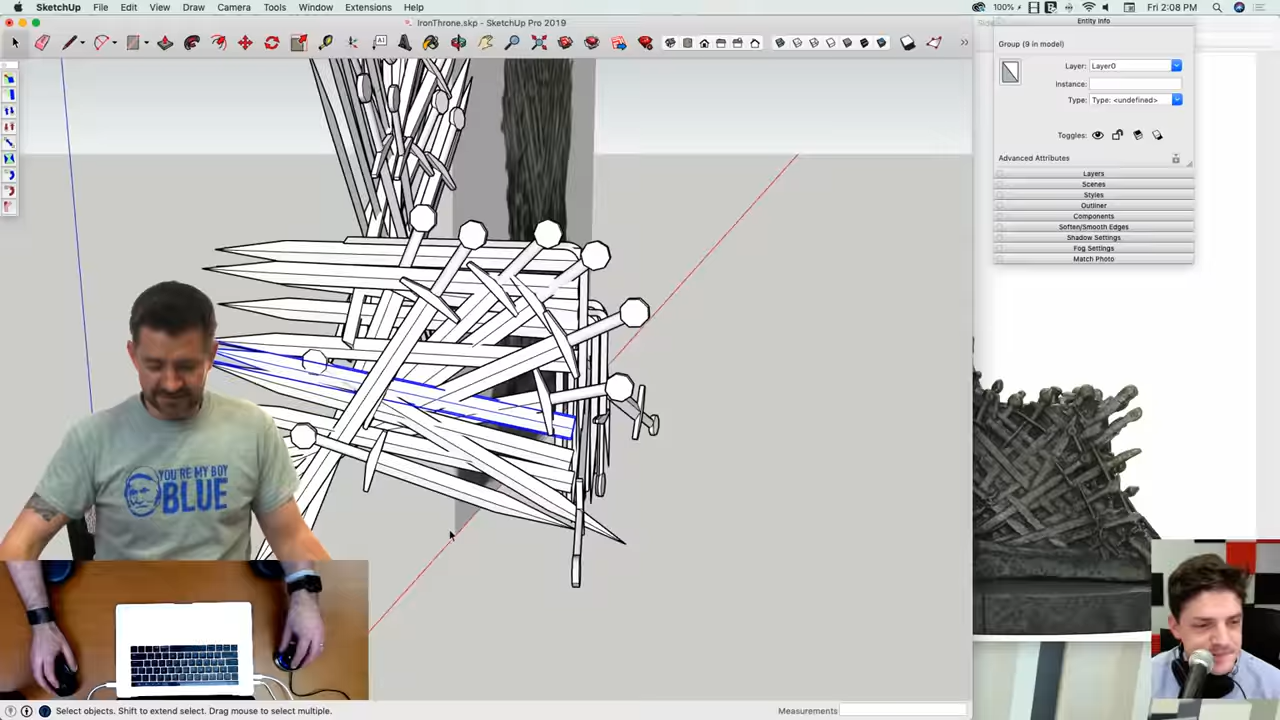 SketchUp File Edit View Draw Camera Tools Window Extensions Help
100% Fri 2:08 PM
IronThrone.skp - SketchUp Pro 2019
Entity Info
Group (9 in model)
Layer: Layer0
Instance:
Type: Type: <undefined>
Toggles:
Advanced Attributes
Layers
Scenes
Styles
Outliner
Components
Soften/Smooth Edges
Shadow Settings
Fog Settings
Match Photo
YOU'RE MY BOY
BLUE
Select objects. Shift to extend select. Drag mouse to select multiple.
Measurements